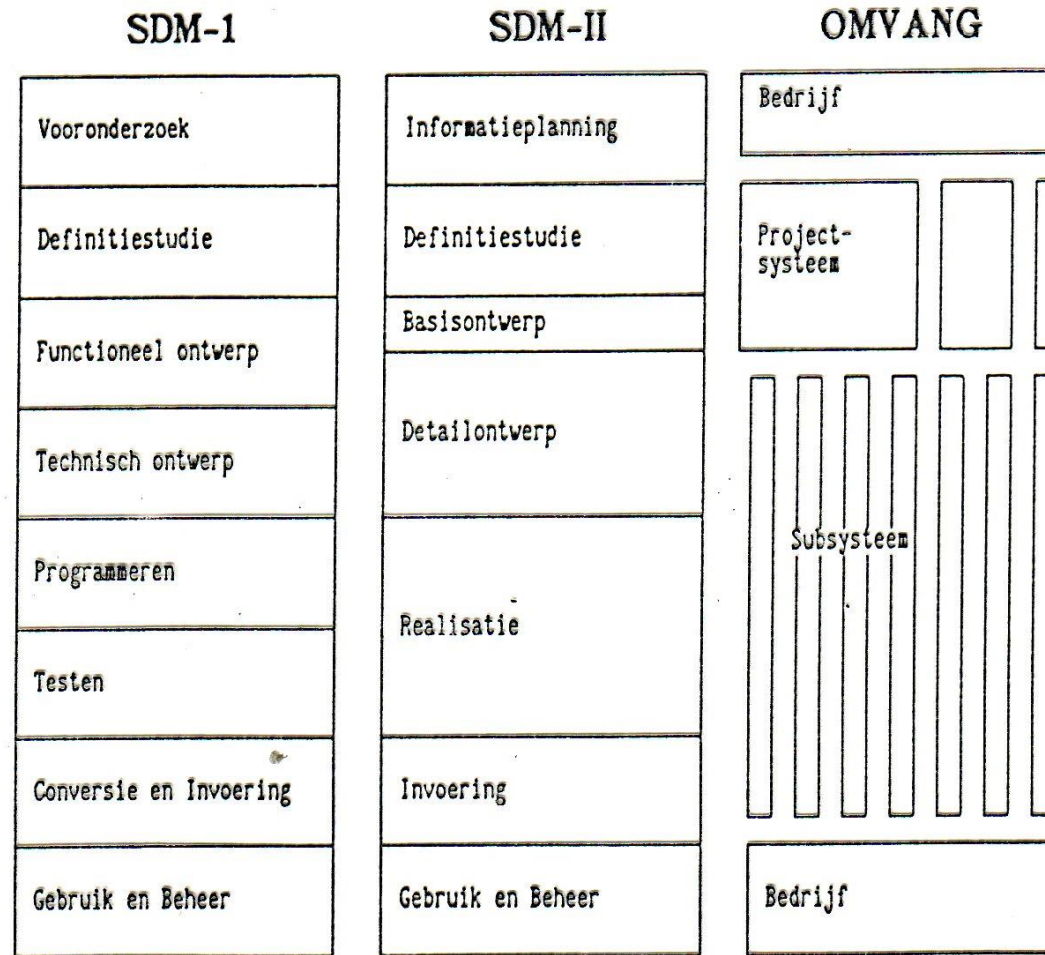 SDM-1
Vooronderzoek
Definitiestudie
Functioneel ontwerp
Technisch ontwerp
Programmeren
Testen
Conversie en Invoering
Gebruik en Beheer
SDM-II
Informatieplanning
Definitiestudie
Basisontwerp
Detailontwerp
Realisatie
Invoering
Gebruik en Beheer
OMVANG
Bedrijf
Project-
systeem
Subsysteem
Bedrijf